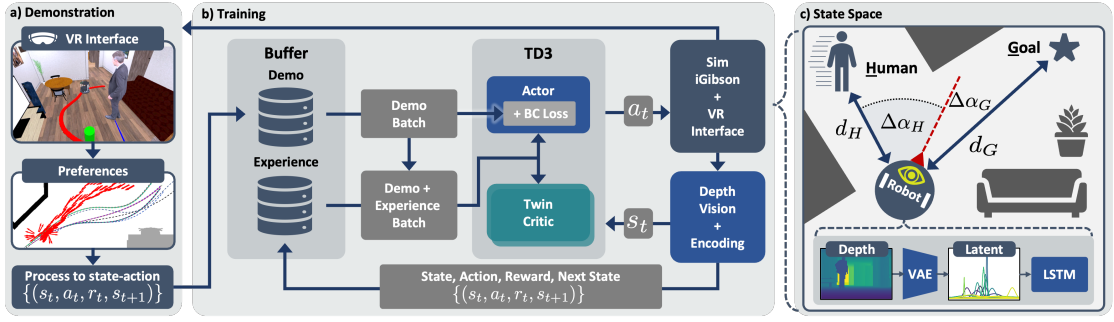 a) Demonstration
VR Interface
Preferences
Process to state-action
{(s_t, a_t, r_t, s_{t+1})}
b) Training
Buffer
Demo
Experience
Demo
Batch
Demo +
Experience
Batch
TD3
Actor
+ BC Loss
Twin
Critic
a_t
s_t
Sim
iGibson
+
VR
Interface
Depth
Vision
+
Encoding
State, Action, Reward, Next State
{(s_t, a_t, r_t, s_{t+1})}
c) State Space
Human
Goal
Δα_G
Δα_H
d_H
d_G
Robot
Depth
VAE
Latent
LSTM